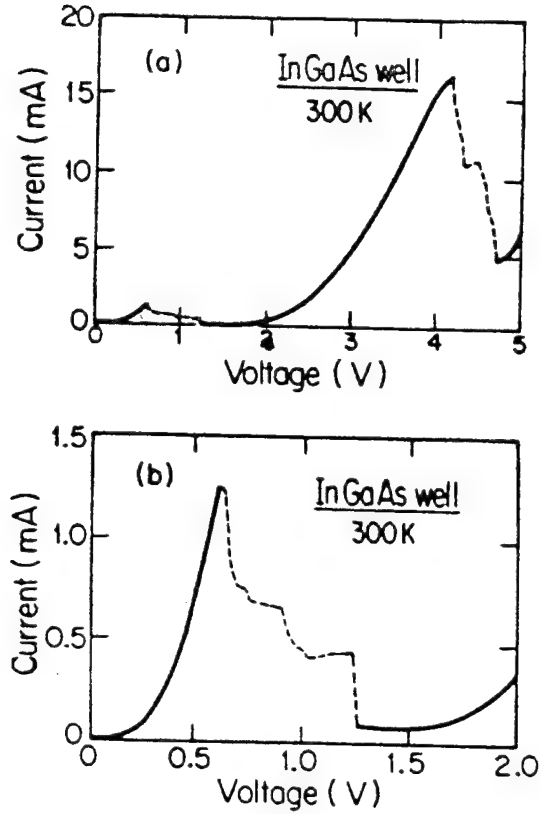 20
15
10
5
0
Current (mA)
(a)
InGaAs well
300K
0
1
2
3
4
5
Voltage (V)
1.5
1.0
0.5
0
Current (mA)
(b)
InGaAs well
300K
0
0.5
1.0
1.5
2.0
Voltage (V)